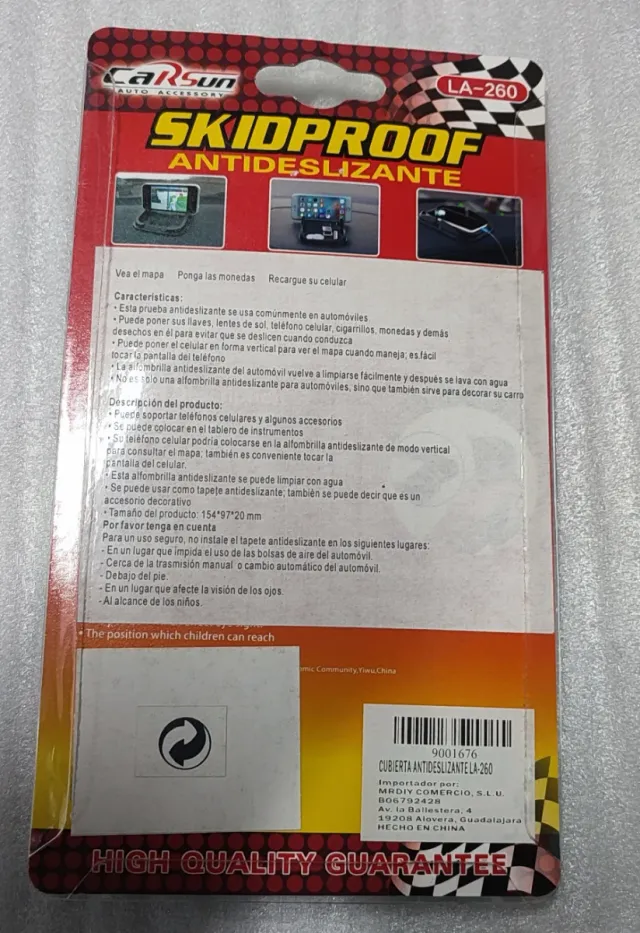 CARSun
AUTO ACCESSORY
LA-260
SKIDPROOF
ANTIDESLIZANTE
Vea el mapa Ponga las monedas Recargue su celular
Características:
• Esta prueba antideslizante se usa comúnmente en automóviles
• Puede poner sus llaves, lentes de sol, teléfono celular, cigarrillos, monedas y demás
desechos en él para evitar que se deslicen cuando conduzca
• Puede poner el celular en forma vertical para ver el mapa cuando maneja; es fácil
tocar la pantalla del teléfono
• La alfombrilla antideslizante del automóvil vuelve a limpiarse fácilmente y después se lava con agua
• No es solo una alfombrilla antideslizante para automóviles, sino que también sirve para decorar su carro
Descripción del producto:
• Puede soportar teléfonos celulares y algunos accesorios
• Se puede colocar en el tablero de instrumentos
• Su teléfono celular podría colocarse en la alfombrilla antideslizante de modo vertical
para consultar el mapa; también es conveniente tocar la
pantalla del celular.
• Esta alfombrilla antideslizante se puede limpiar con agua
• Se puede usar como tapete antideslizante; también se puede decir que es un
accesorio decorativo
• Tamaño del producto: 154*97*20 mm
Por favor tenga en cuenta
Para un uso seguro, no instale el tapete antideslizante en los siguientes lugares:
- En un lugar que impida el uso de las bolsas de aire del automóvil.
- Cerca de la trasmisión manual o cambio automático del automóvil.
- Debajo del pie.
- En un lugar que afecte la visión de los ojos.
- Al alcance de los niños.
• The position which children can reach
Community,Yiwu,China
9001676
CUBIERTA ANTIDESLIZANTE LA-260
Importador por:
MRDIY COMERCIO, S.L.U.
B06792428
Av. la Ballestera, 4
19208 Alovera, Guadalajara
HECHO EN CHINA
HIGH QUALITY GUARANTEE